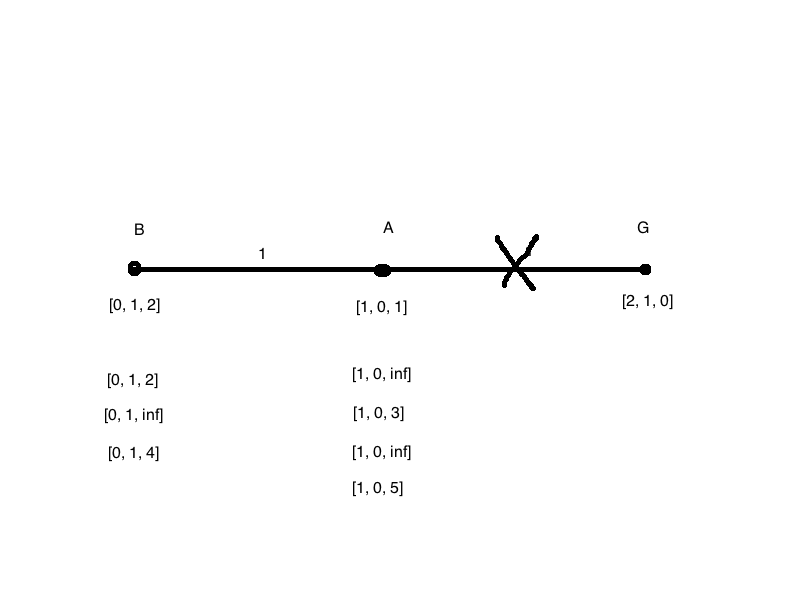 B A G
1
[0, 1, 2] [1, 0, 1] [2, 1, 0]
[0, 1, 2] [1, 0, inf]
[0, 1, inf] [1, 0, 3]
[0, 1, 4] [1, 0, inf]
[1, 0, 5]